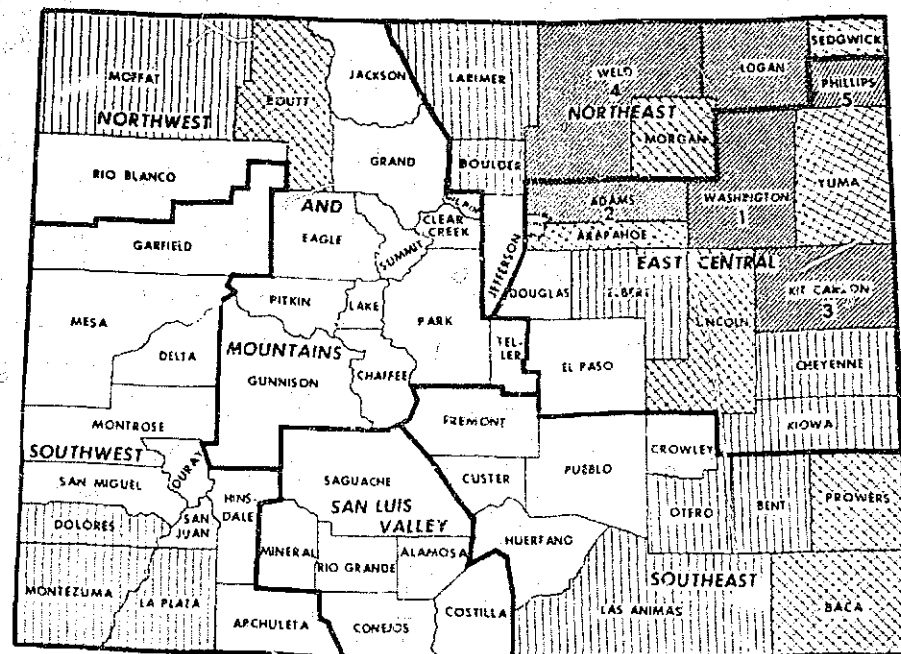 SEDGWICK
MOFFAT
JACKSON
LARIMER
WELD
4
LOGAN
PHILLIPS
5
ROUTT
NORTHWEST
NORTHEAST
MORGAN
RIO BLANCO
GRAND
BOULDER
YUMA
AND
ADAMS
2
WASHINGTON
1
GARFIELD
EAGLE
CLEAR
CREEK
ARAPAHOE
SUMMIT
JEFFERSON
EAST CENTRAL
PITKIN
LAKE
DOUGLAS
ELBERT
KIT CARSON
3
MESA
PARK
LINCOLN
DELTA
MOUNTAINS
TEL-
LER
EL PASO
CHEYENNE
GUNNISON
CHAFFEE
MONTROSE
FREMONT
KIOWA
SOUTHWEST
OURAY
CROWLEY
SAN MIGUEL
SAGUACHE
CUSTER
PUEBLO
HINS-
DALE
SAN LUIS
VALLEY
OTERO
BENT
PROWERS
DOLORES
SAN
JUAN
MINERAL
RIO GRANDE
ALAMOSA
HUERFANO
SOUTHEAST
MONTEZUMA
LA PLAZA
COSTILLA
LAS ANIMAS
BACA
ARCHULETA
CONEJOS